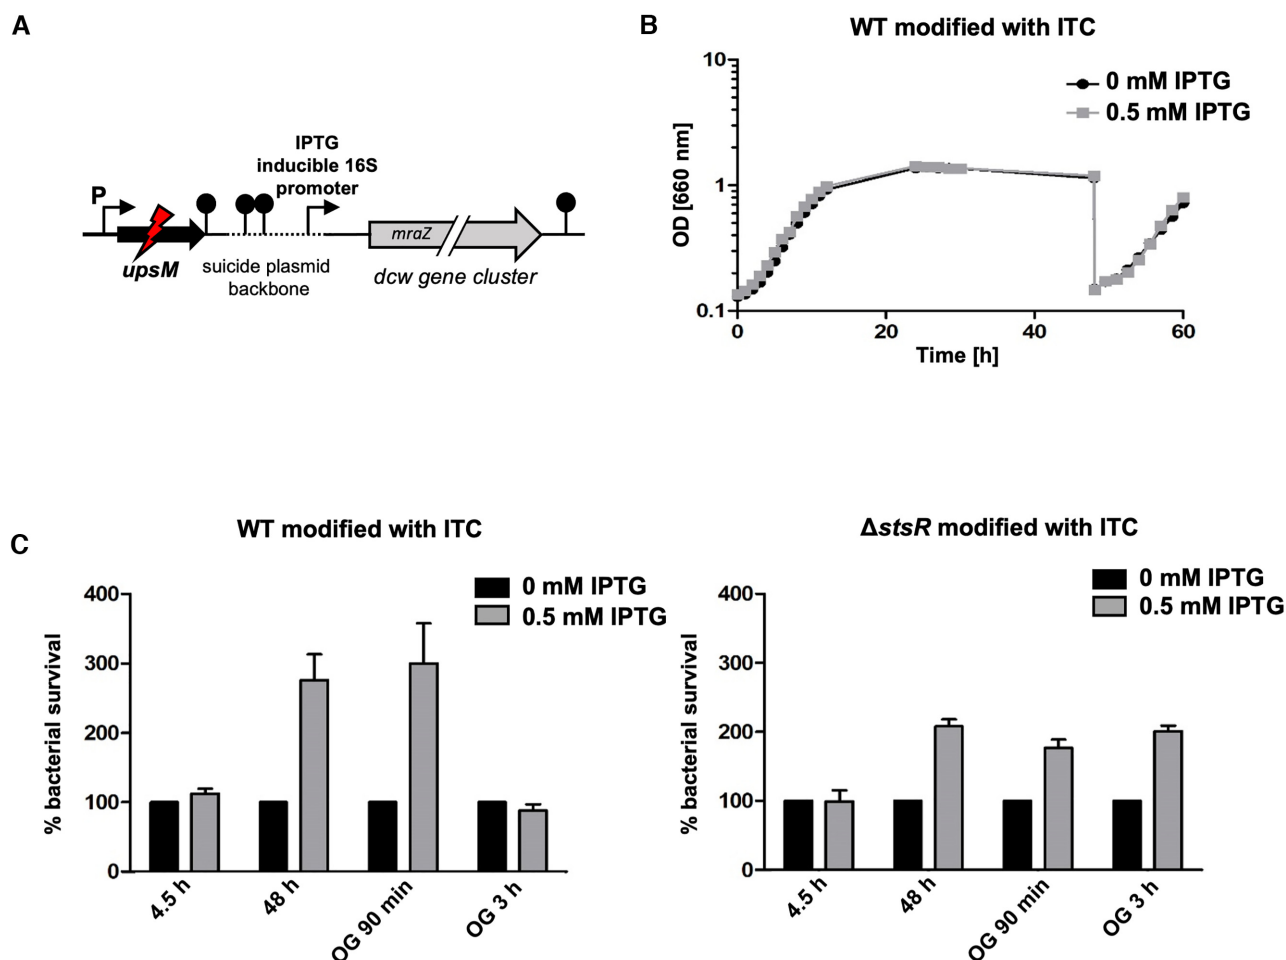 A
IPTG
inducible 16S
promoter
P
mraZ
upsM
suicide plasmid
backbone
dcw gene cluster
B
WT modified with ITC
0 mM IPTG
0.5 mM IPTG
OD [660 nm]
10
1
0.1
0
20
40
60
Time [h]
C
WT modified with ITC
0 mM IPTG
0.5 mM IPTG
% bacterial survival
400
300
200
100
0
4.5 h
48 h
OG 90 min
OG 3 h
ΔstsR modified with ITC
0 mM IPTG
0.5 mM IPTG
% bacterial survival
400
300
200
100
0
4.5 h
48 h
OG 90 min
OG 3 h